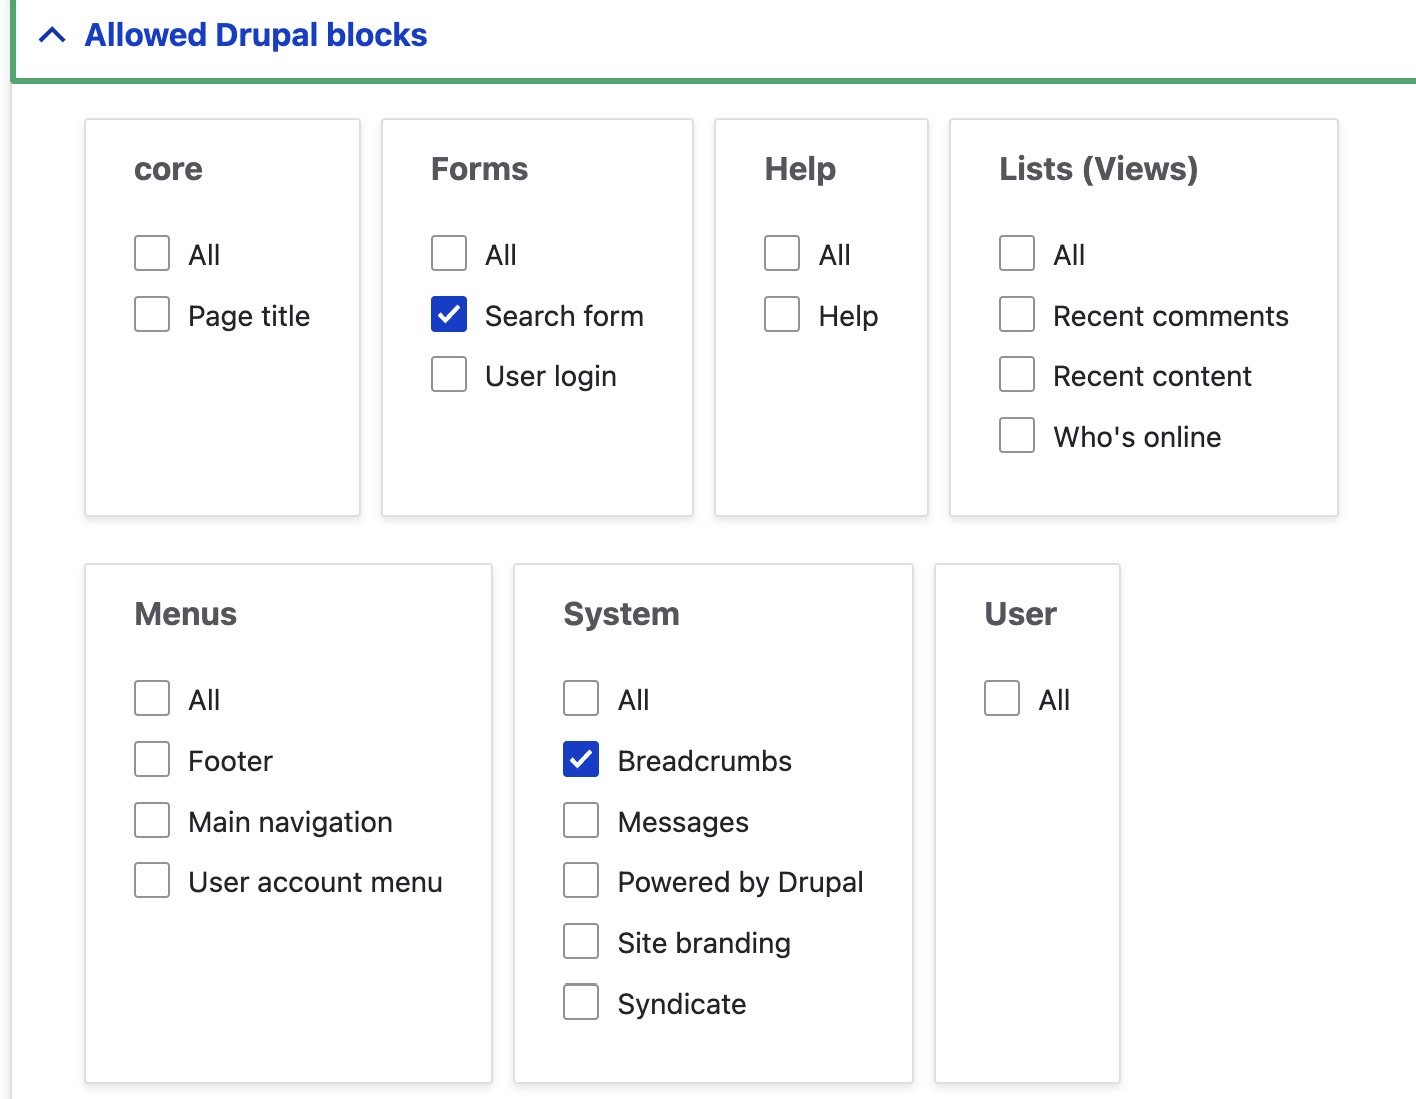 Allowed Drupal blocks
core
All
Page title
Forms
All
Search form
User login
Help
All
Help
Lists (Views)
All
Recent comments
Recent content
Who's online
Menus
All
Footer
Main navigation
User account menu
System
All
Breadcrumbs
Messages
Powered by Drupal
Site branding
Syndicate
User
All